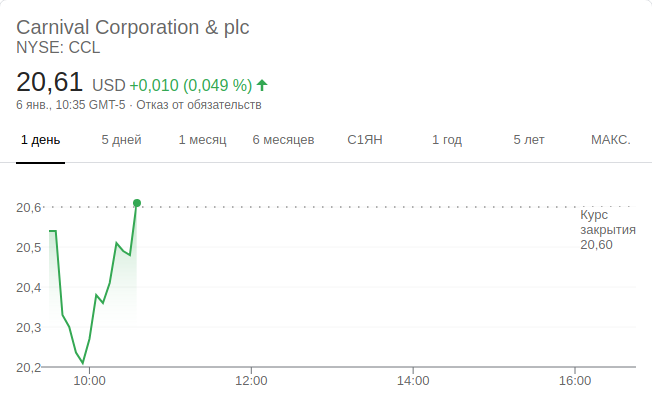 Carnival Corporation & plc
NYSE: CCL
20,61 USD +0,010 (0,049 %)
6 янв., 10:35 GMT-5 · Отказ от обязательств
1 день 5 дней 1 месяц 6 месяцев С1ЯН 1 год 5 лет МАКС.
20,6
Курс
закрытия
20,60
20,5
20,4
20,3
20,2
10:00 12:00 14:00 16:00